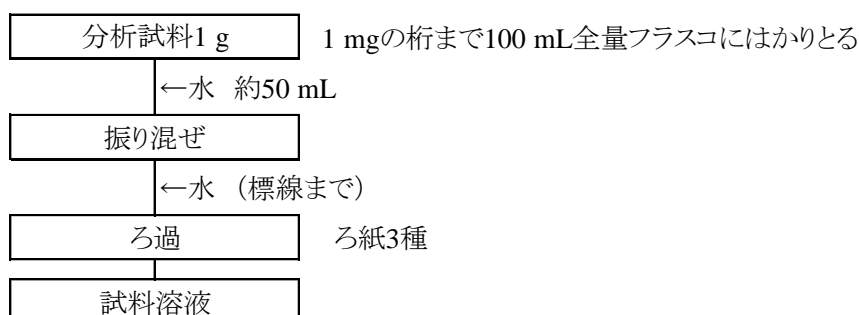 分析試料1 g 1 mgの桁まで100 mL全量フラスコにはかりとる
←水 約50 mL
振り混ぜ
←水 (標線まで)
ろ過 ろ紙3種
試料溶液